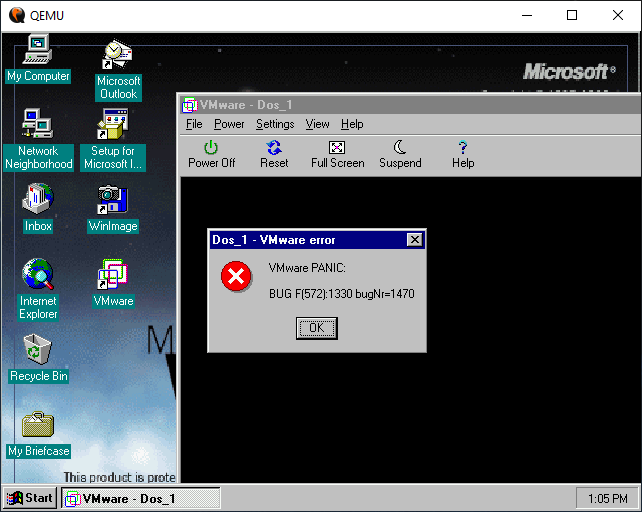 QEMU
My Computer
Microsoft
Outlook
Network
Neighborhood
Setup for
Microsoft I...
Inbox
WinImage
Internet
Explorer
VMware
Recycle Bin
My Briefcase
Microsoft®
This product is prote
VMware - Dos_1
File Power Settings View Help
Power Off Reset Full Screen Suspend Help
Dos_1 - VMware error
VMware PANIC:
BUG F(572):1330 bugNr=1470
OK
Start
VMware - Dos_1
1:05 PM